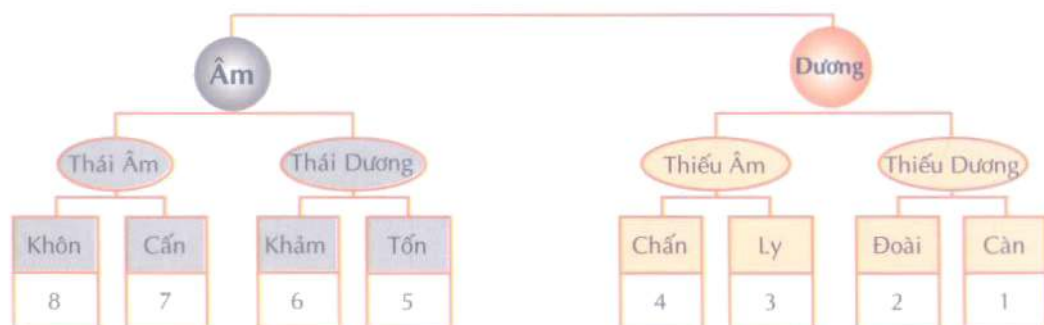 Âm
Dương
Thái Âm
Thái Dương
Thiếu Âm
Thiếu Dương
Khôn
Cấn
Khảm
Tốn
Chấn
Ly
Đoài
Càn
8
7
6
5
4
3
2
1